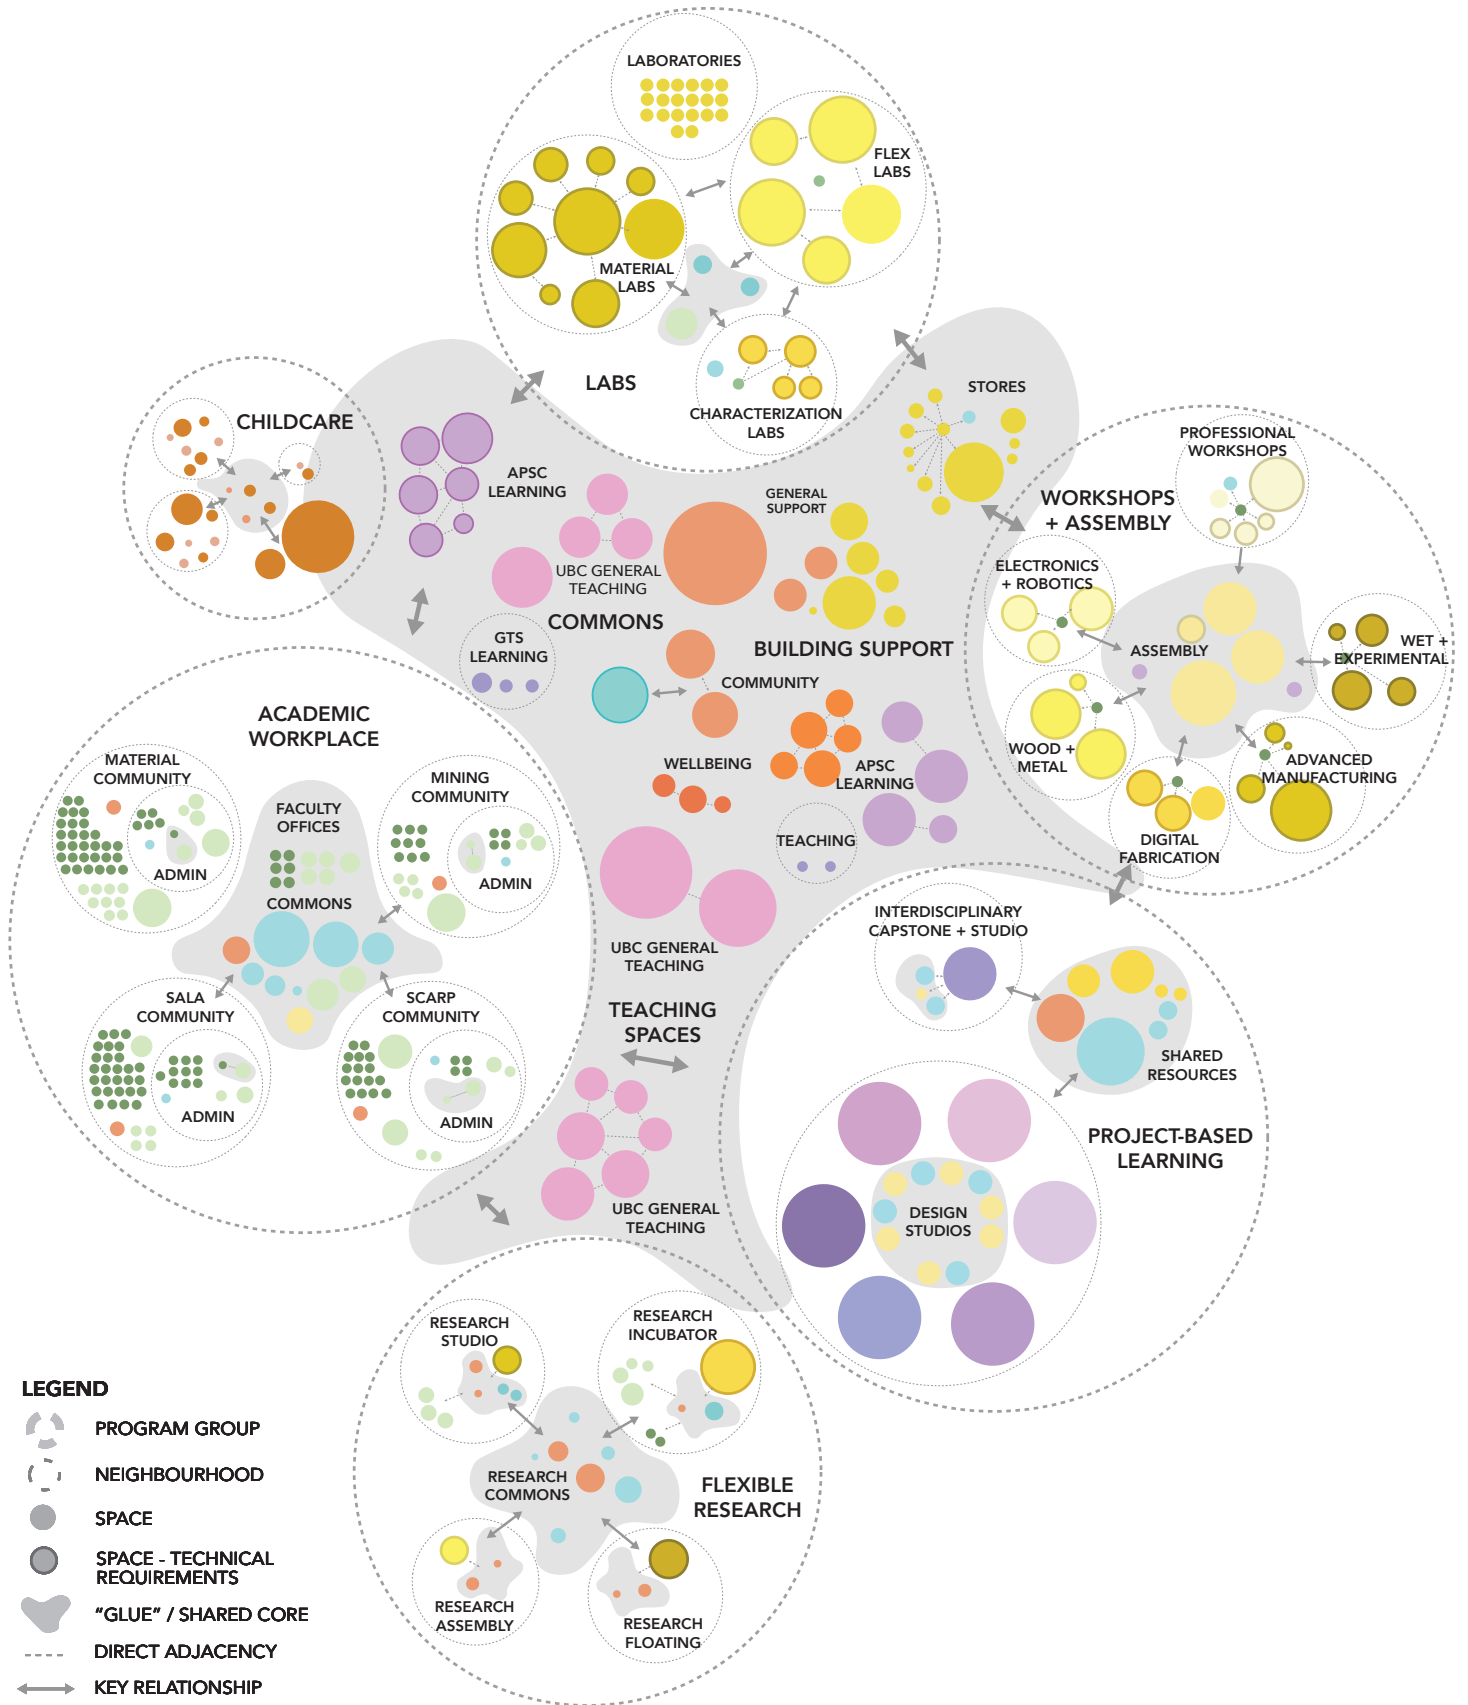 LABORATORIES
FLEX
LABS
MATERIAL
LABS
LABS
CHARACTERIZATION
LABS
STORES
CHILDCARE
APSC
LEARNING
UBC GENERAL
TEACHING
GENERAL
SUPPORT
PROFESSIONAL
WORKSHOPS
WORKSHOPS
+ ASSEMBLY
ELECTRONICS
+ ROBOTICS
ASSEMBLY
WET +
EXPERIMENTAL
WOOD +
METAL
ADVANCED
MANUFACTURING
DIGITAL
FABRICATION
COMMONS
GTS
LEARNING
BUILDING SUPPORT
COMMUNITY
WELLBEING
APSC
LEARNING
TEACHING
UBC GENERAL
TEACHING
ACADEMIC
WORKPLACE
MATERIAL
COMMUNITY
ADMIN
FACULTY
OFFICES
COMMONS
MINING
COMMUNITY
ADMIN
SALA
COMMUNITY
ADMIN
SCARP
COMMUNITY
ADMIN
TEACHING
SPACES
UBC GENERAL
TEACHING
INTERDISCIPLINARY
CAPSTONE + STUDIO
SHARED
RESOURCES
PROJECT-BASED
LEARNING
DESIGN
STUDIOS
RESEARCH
STUDIO
RESEARCH
INCUBATOR
RESEARCH
COMMONS
FLEXIBLE
RESEARCH
RESEARCH
ASSEMBLY
RESEARCH
FLOATING
LEGEND
PROGRAM GROUP
NEIGHBOURHOOD
SPACE
SPACE - TECHNICAL
REQUIREMENTS
“GLUE” / SHARED CORE
DIRECT ADJACENCY
KEY RELATIONSHIP